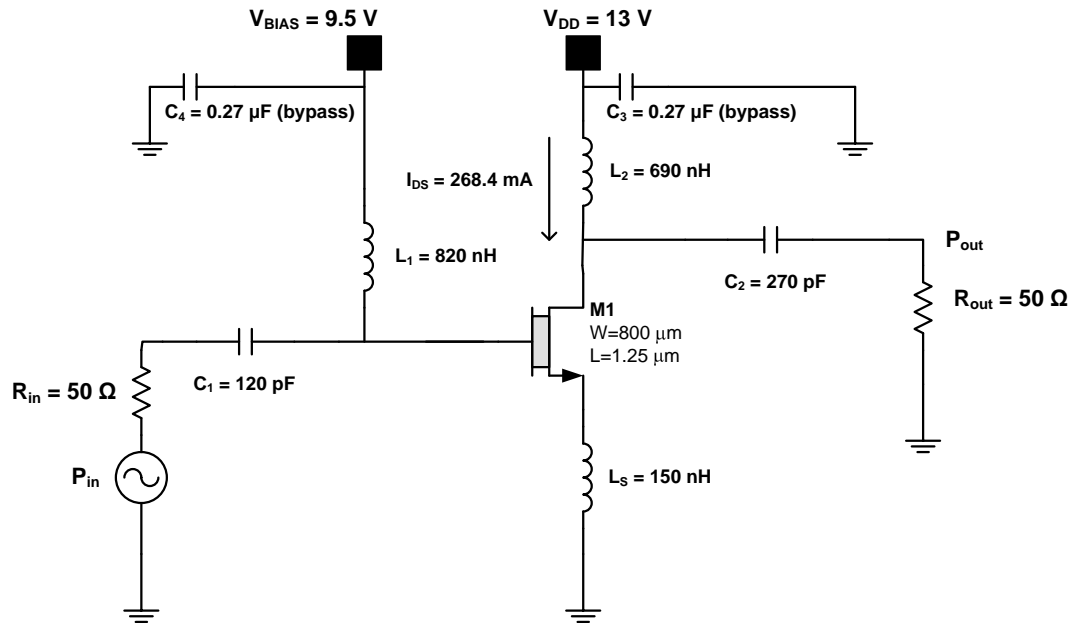 V_BIAS = 9.5 V
V_DD = 13 V
C₄ = 0.27 µF (bypass)
C₃ = 0.27 µF (bypass)
I_DS = 268.4 mA
L₂ = 690 nH
L₁ = 820 nH
P_out
C₂ = 270 pF
R_out = 50 Ω
M1
W=800 µm
L=1.25 µm
C₁ = 120 pF
R_in = 50 Ω
P_in
L_S = 150 nH